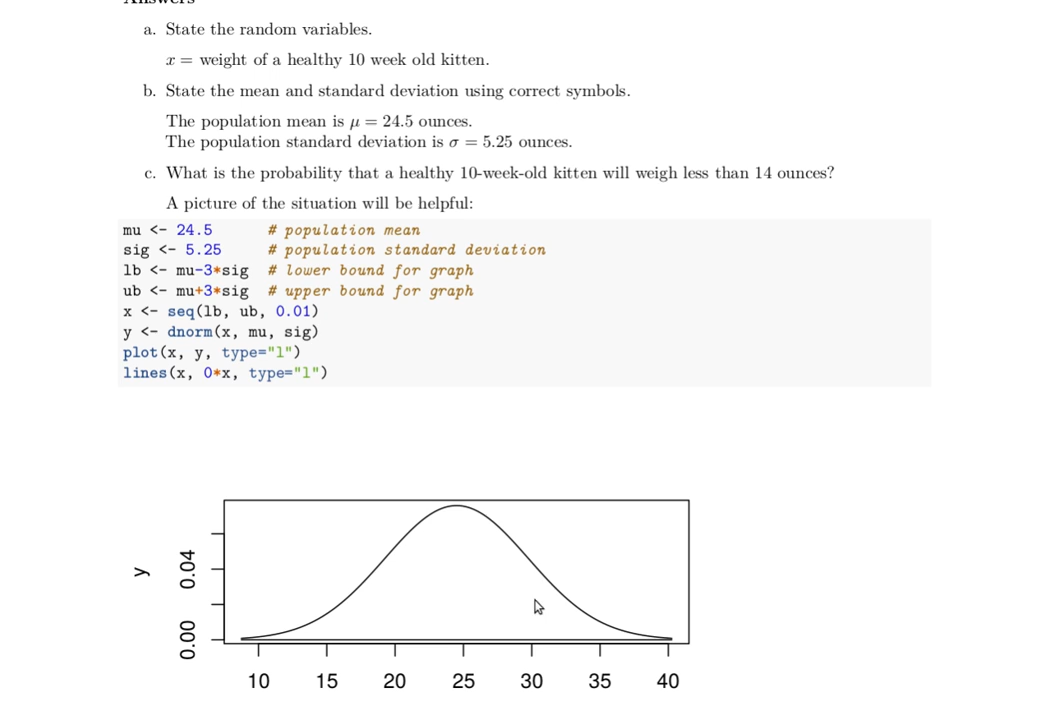 Answers
a. State the random variables.
x = weight of a healthy 10 week old kitten.
b. State the mean and standard deviation using correct symbols.
The population mean is μ = 24.5 ounces.
The population standard deviation is σ = 5.25 ounces.
c. What is the probability that a healthy 10-week-old kitten will weigh less than 14 ounces?
A picture of the situation will be helpful:
mu <- 24.5 # population mean
sig <- 5.25 # population standard deviation
lb <- mu-3*sig # lower bound for graph
ub <- mu+3*sig # upper bound for graph
x <- seq(lb, ub, 0.01)
y <- dnorm(x, mu, sig)
plot(x, y, type="l")
lines(x, 0*x, type="l")
y
0.04
0.00
10 15 20 25 30 35 40